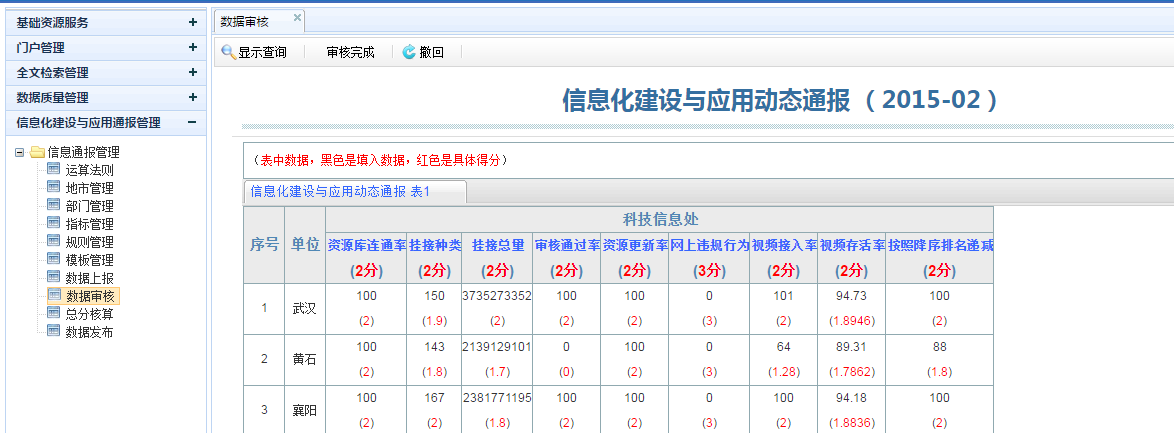 基础资源服务
门户管理
全文检索管理
数据质量管理
信息化建设与应用通报管理
信息通报管理
运算法则
地市管理
部门管理
指标管理
规则管理
模板管理
数据上报
数据审核
总分核算
数据发布
数据审核
显示查询 审核完成 撤回
信息化建设与应用动态通报 （2015-02）
（表中数据，黑色是填入数据，红色是具体得分）
信息化建设与应用动态通报 表1
序号 单位 科技信息处
资源库连通率 挂接种类 挂接总量 审核通过率 资源更新率 网上违规行为 视频接入率 视频存活率 按照降序排名递减
(2分) (2分) (2分) (2分) (2分) (3分) (2分) (2分) (2分)
1 武汉 100 150 3735273352 100 100 0 101 94.73 100
(2) (1.9) (2) (2) (2) (3) (2) (1.8946) (2)
2 黄石 100 143 2139129101 0 100 0 64 89.31 88
(2) (1.8) (1.7) (0) (2) (3) (1.28) (1.7862) (1.8)
3 襄阳 100 167 2381771195 100 100 0 100 94.18 100
(2) (2) (1.8) (2) (2) (3) (2) (1.8836) (2)